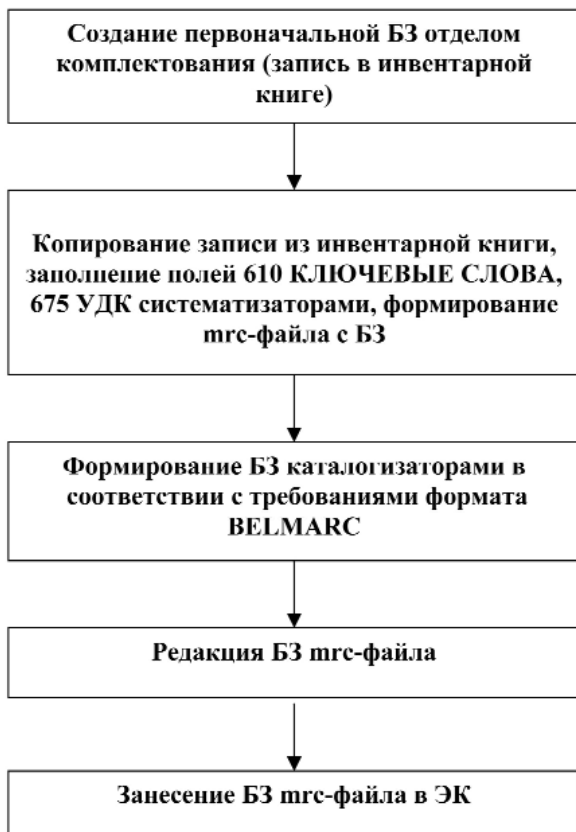 Создание первоначальной БЗ отделом
комплектования (запись в инвентарной
книге)
Копирование записи из инвентарной книги,
заполнение полей 610 КЛЮЧЕВЫЕ СЛОВА,
675 УДК систематизаторами, формирование
mrc-файла с БЗ
Формирование БЗ каталогизаторами в
соответствии с требованиями формата
BELMARC
Редакция БЗ mrc-файла
Занесение БЗ mrc-файла в ЭК